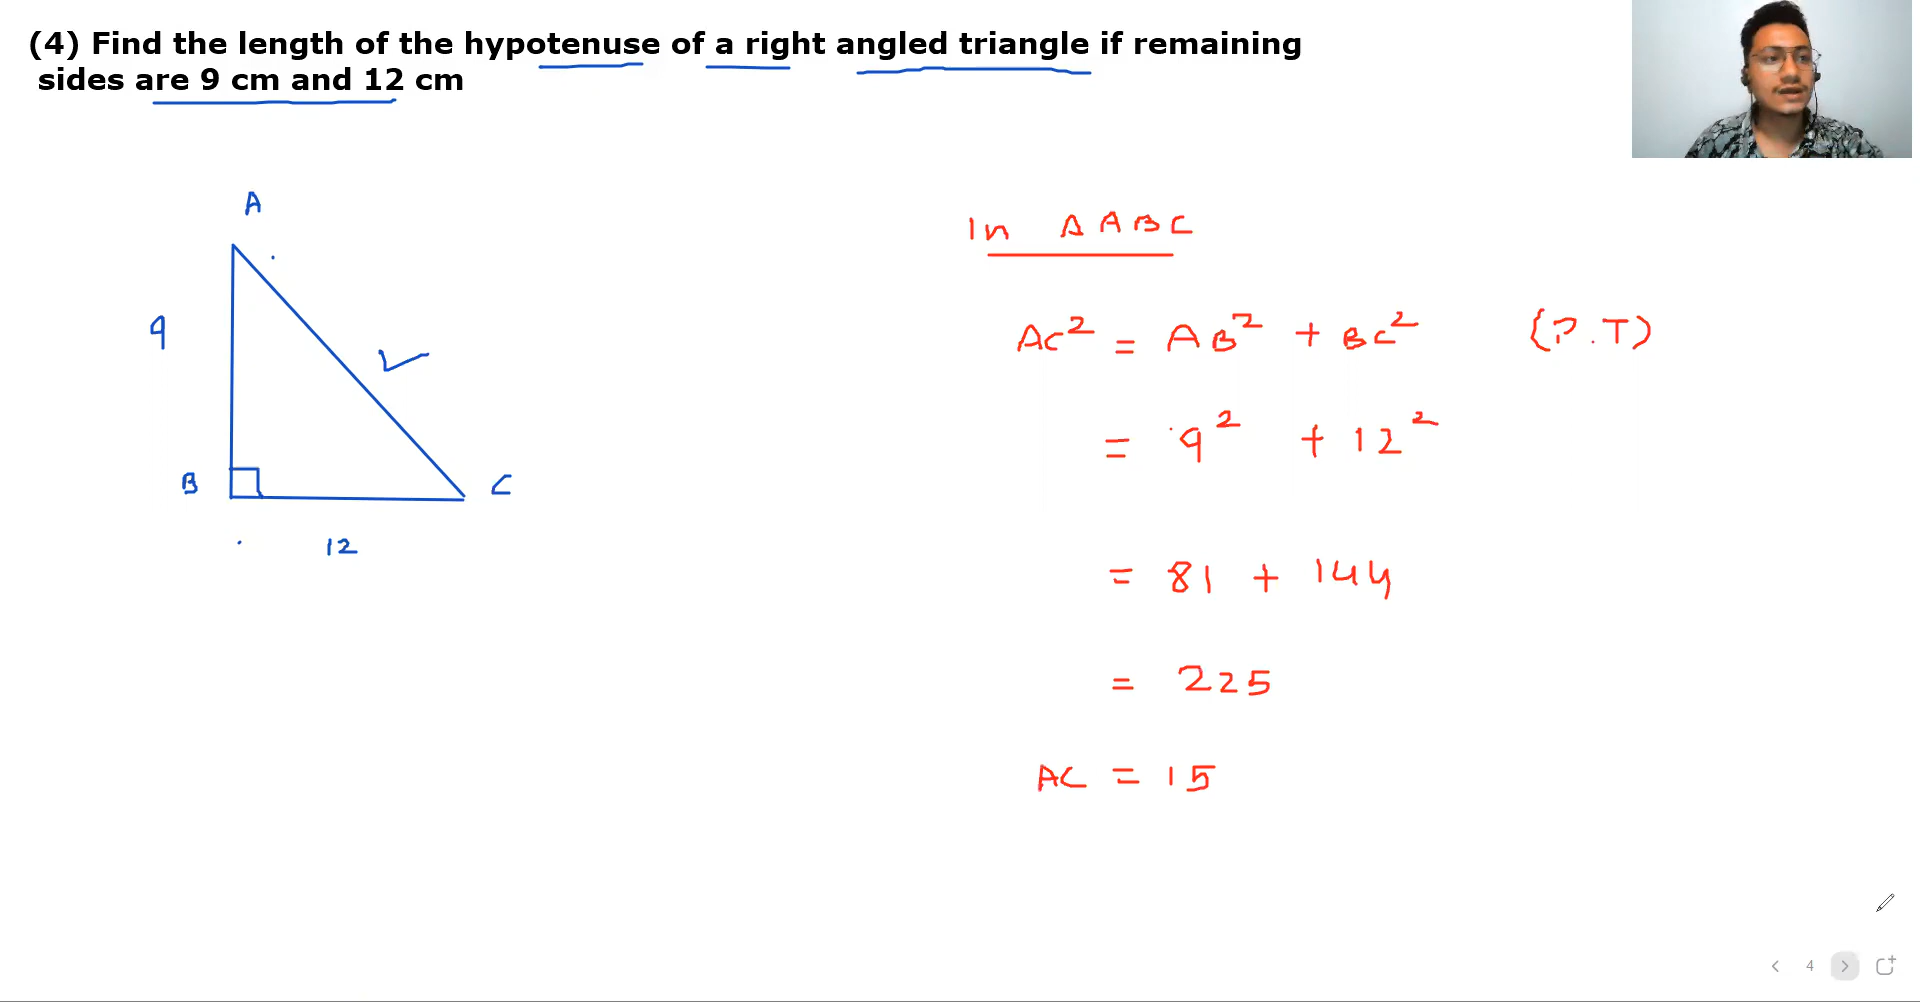 (4) Find the length of the hypotenuse of a right angled triangle if remaining
sides are 9 cm and 12 cm
A
9
B
C
12
In Δ ABC
AC² = AB² + BC² (P.T)
= 9² + 12²
= 81 + 144
= 225
AC = 15
4